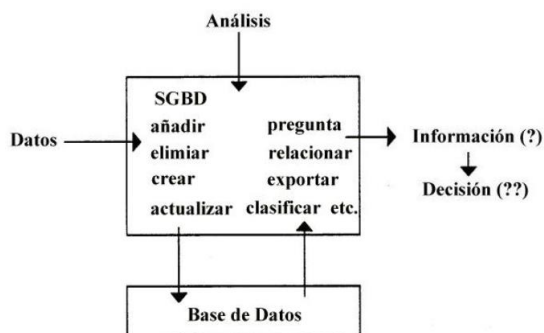 Análisis
SGBD
Datos
añadir pregunta
Información (?)
elimiar relacionar
crear exportar
Decisión (??)
actualizar clasificar etc.
Base de Datos